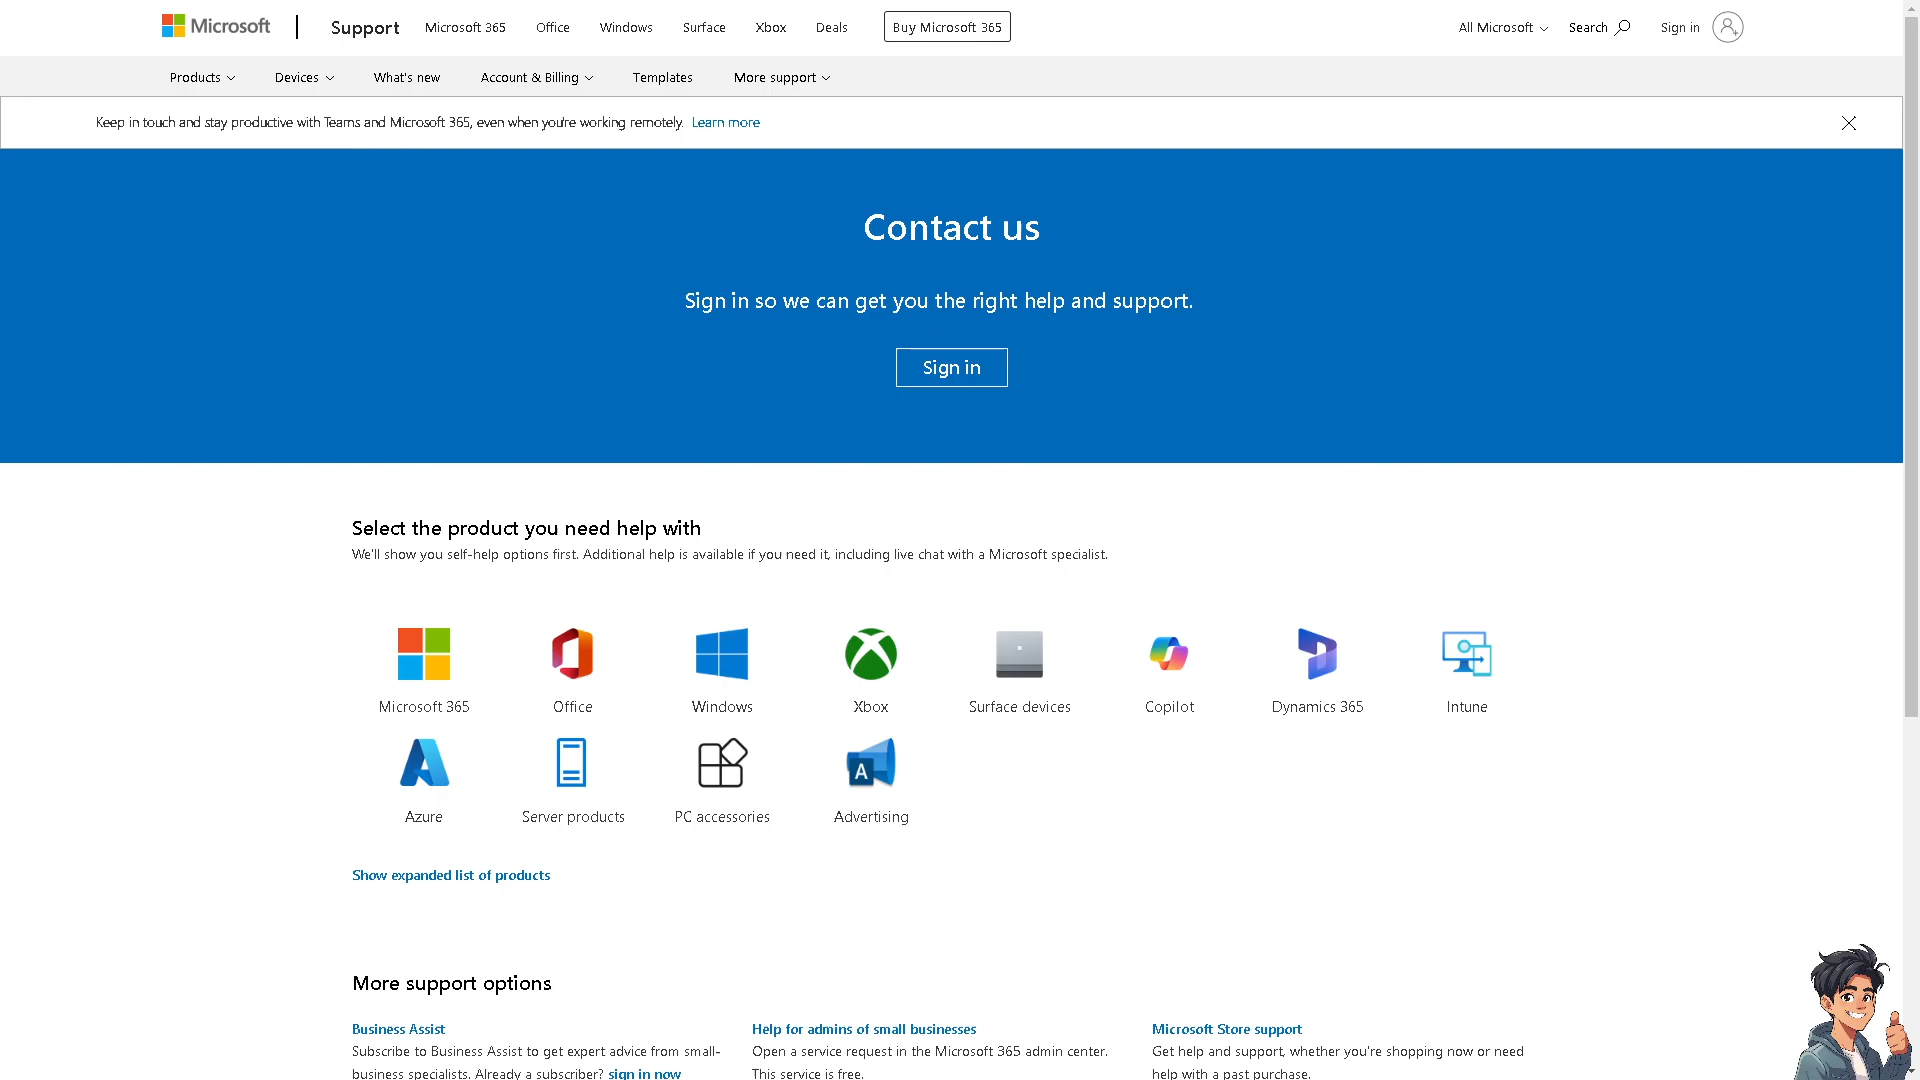 Microsoft
Support
Microsoft 365
Office
Windows
Surface
Xbox
Deals
Buy Microsoft 365
All Microsoft
Search
Sign in
Products
Devices
What's new
Account & Billing
Templates
More support
Keep in touch and stay productive with Teams and Microsoft 365, even when you're working remotely. Learn more
Contact us
Sign in so we can get you the right help and support.
Sign in
Select the product you need help with
We'll show you self-help options first. Additional help is available if you need it, including live chat with a Microsoft specialist.
Microsoft 365
Office
Windows
Xbox
Surface devices
Copilot
Dynamics 365
Intune
A
Azure
Server products
PC accessories
Advertising
Show expanded list of products
More support options
Business Assist
Subscribe to Business Assist to get expert advice from small-
business specialists. Already a subscriber? sign in now
Help for admins of small businesses
Open a service request in the Microsoft 365 admin center.
This service is free.
Microsoft Store support
Get help and support, whether you're shopping now or need
help with a past purchase.